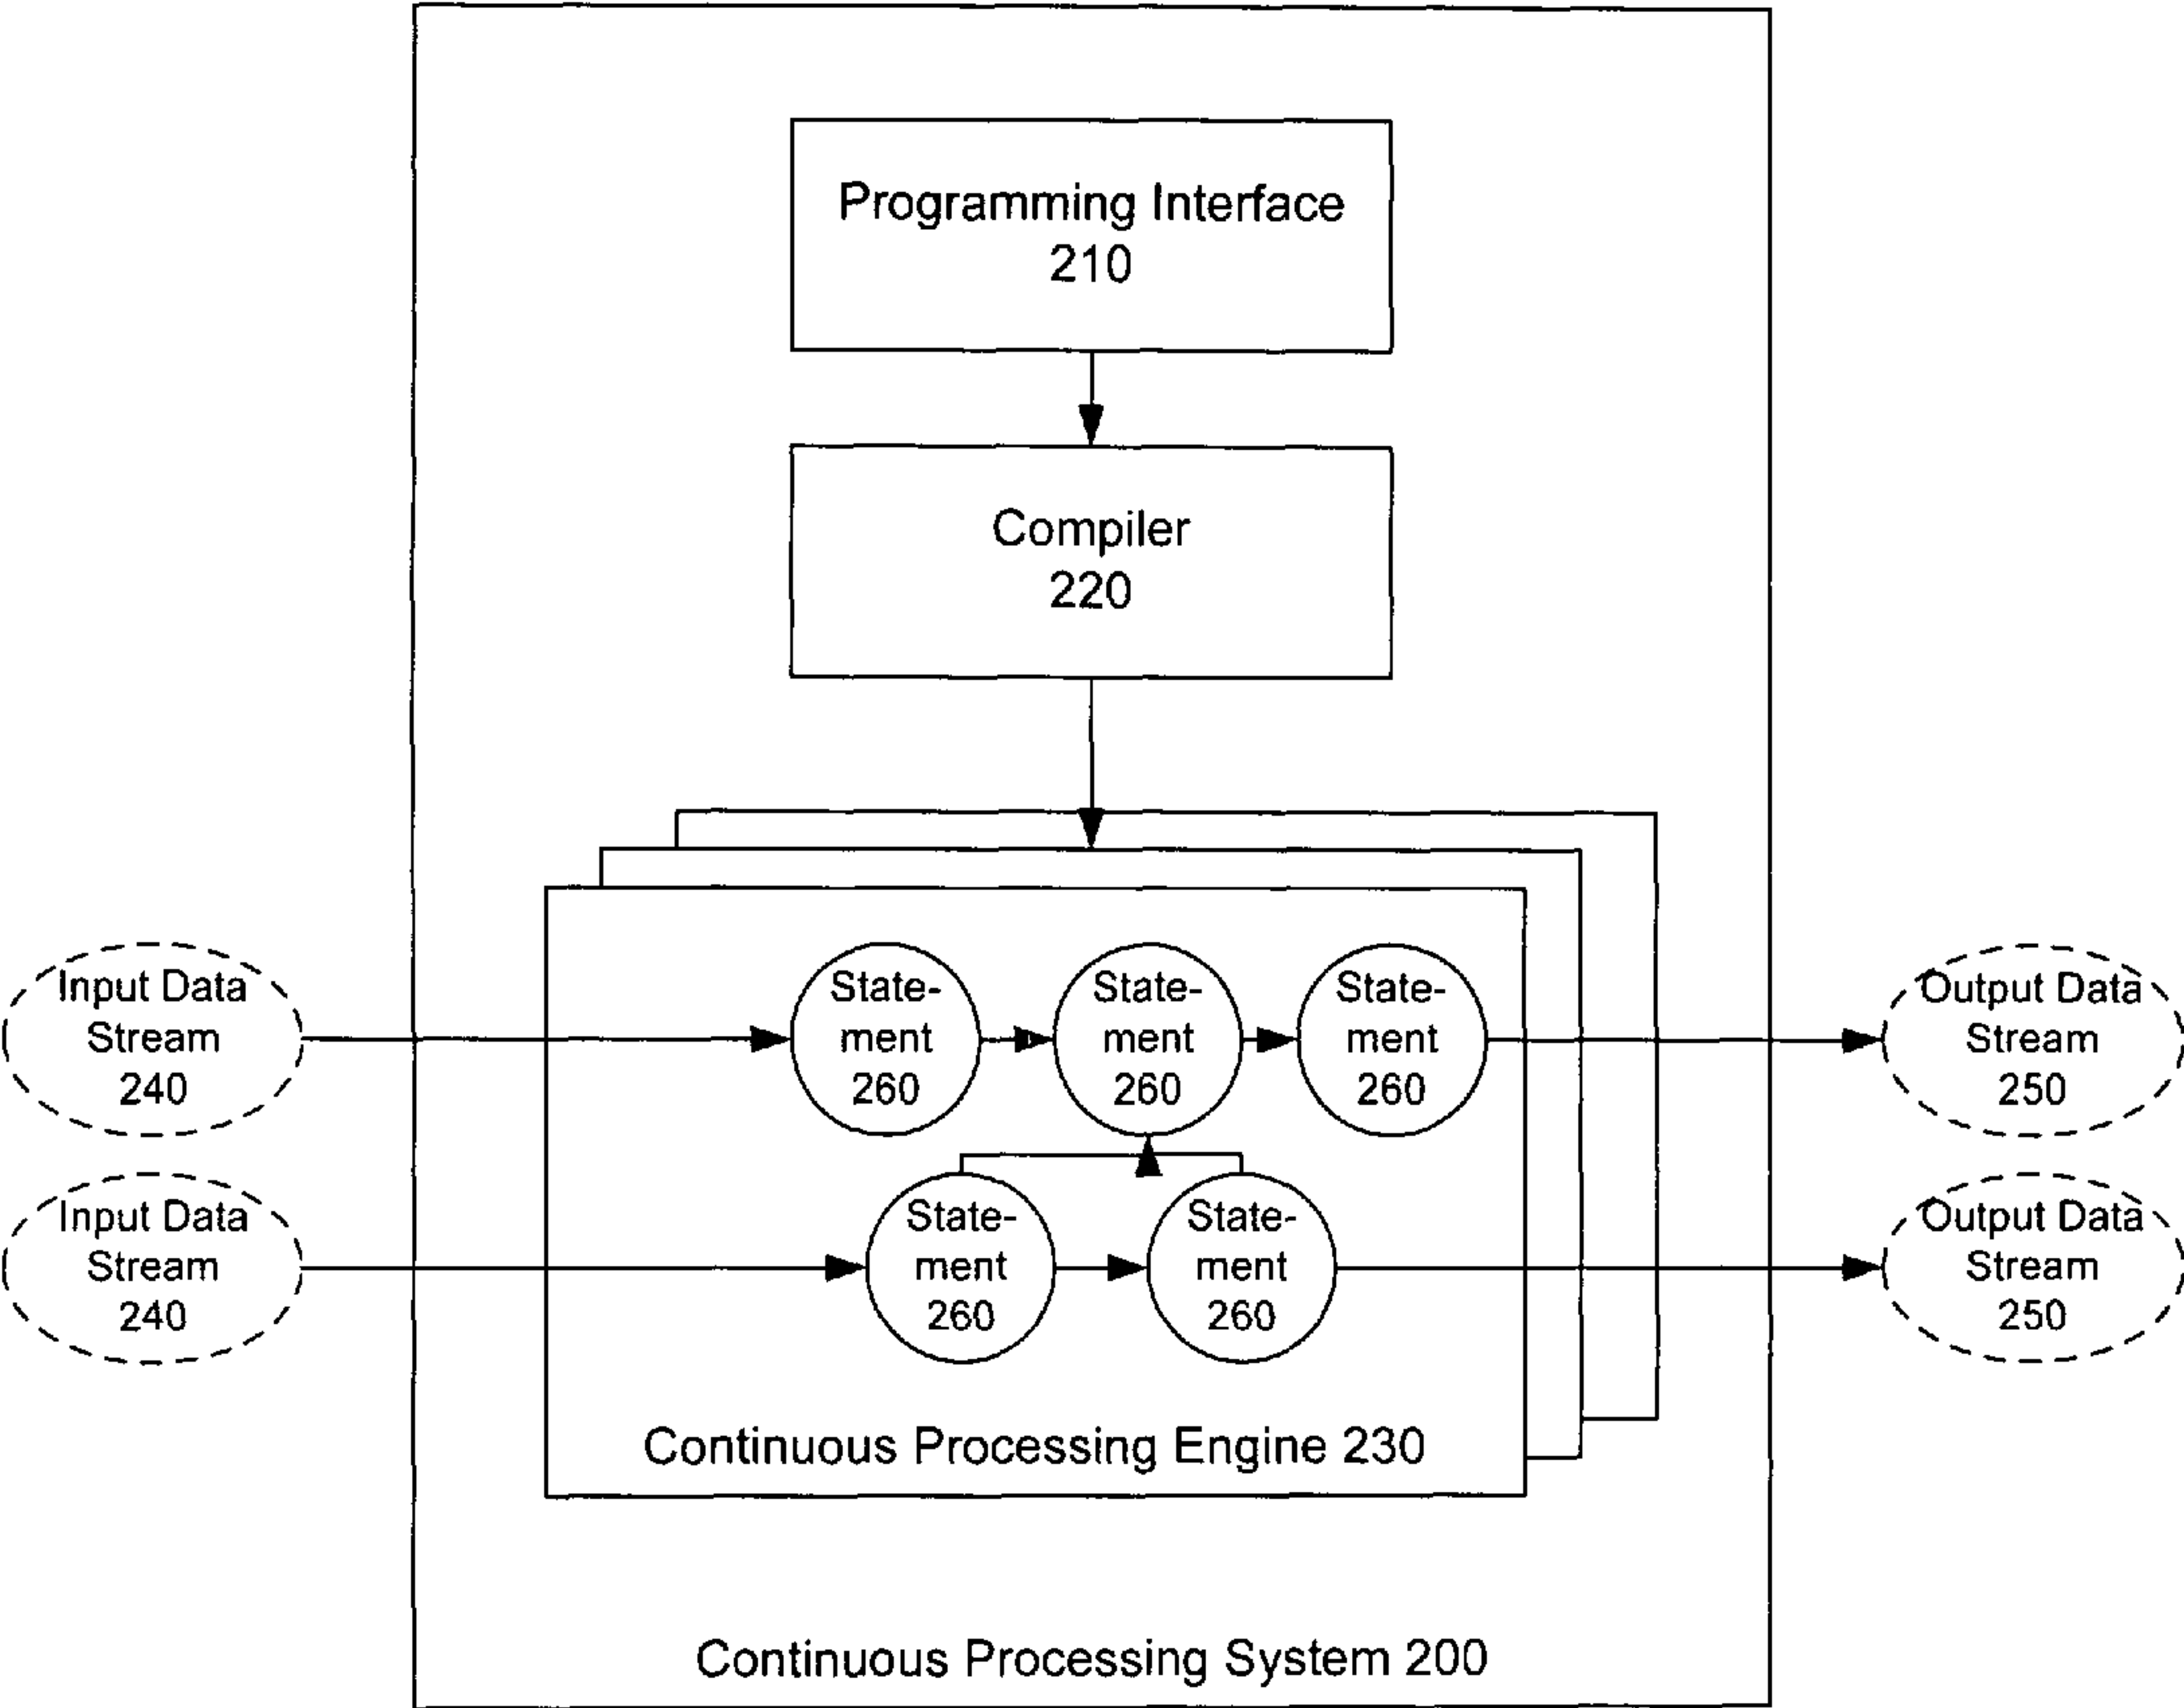 Programming Interface
210
Compiler
220
Input Data
Stream
240
State-
ment
260
State-
ment
260
State-
ment
260
Output Data
Stream
250
Input Data
Stream
240
State-
ment
260
State-
ment
260
Output Data
Stream
250
Continuous Processing Engine 230
Continuous Processing System 200